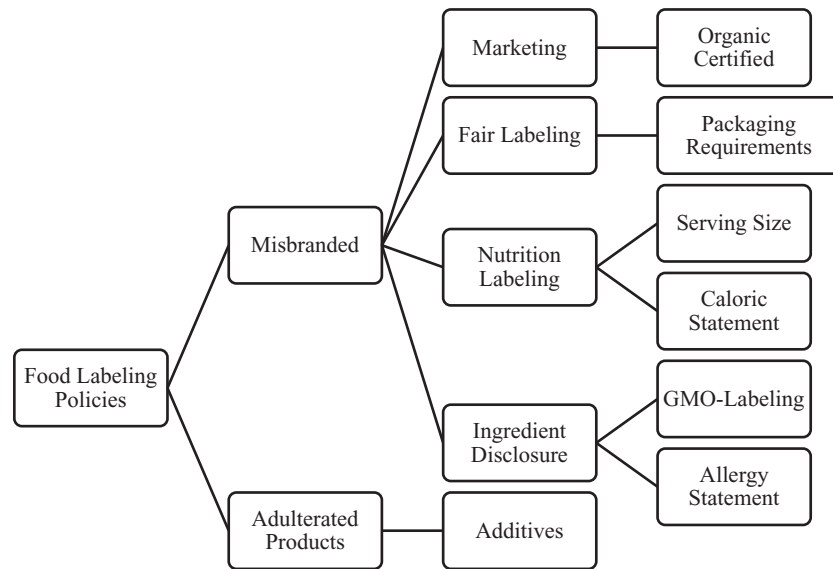 Marketing
Organic
Certified
Fair Labeling
Packaging
Requirements
Misbranded
Nutrition
Labeling
Serving Size
Caloric
Statement
Food Labeling
Policies
Ingredient
Disclosure
GMO-Labeling
Allergy
Statement
Adulterated
Products
Additives